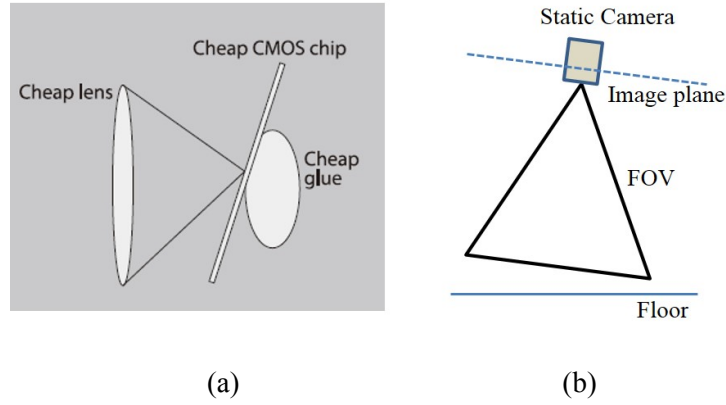 Cheap CMOS chip
Cheap lens
Cheap
glue
(a)
Static Camera
Image plane
FOV
Floor
(b)